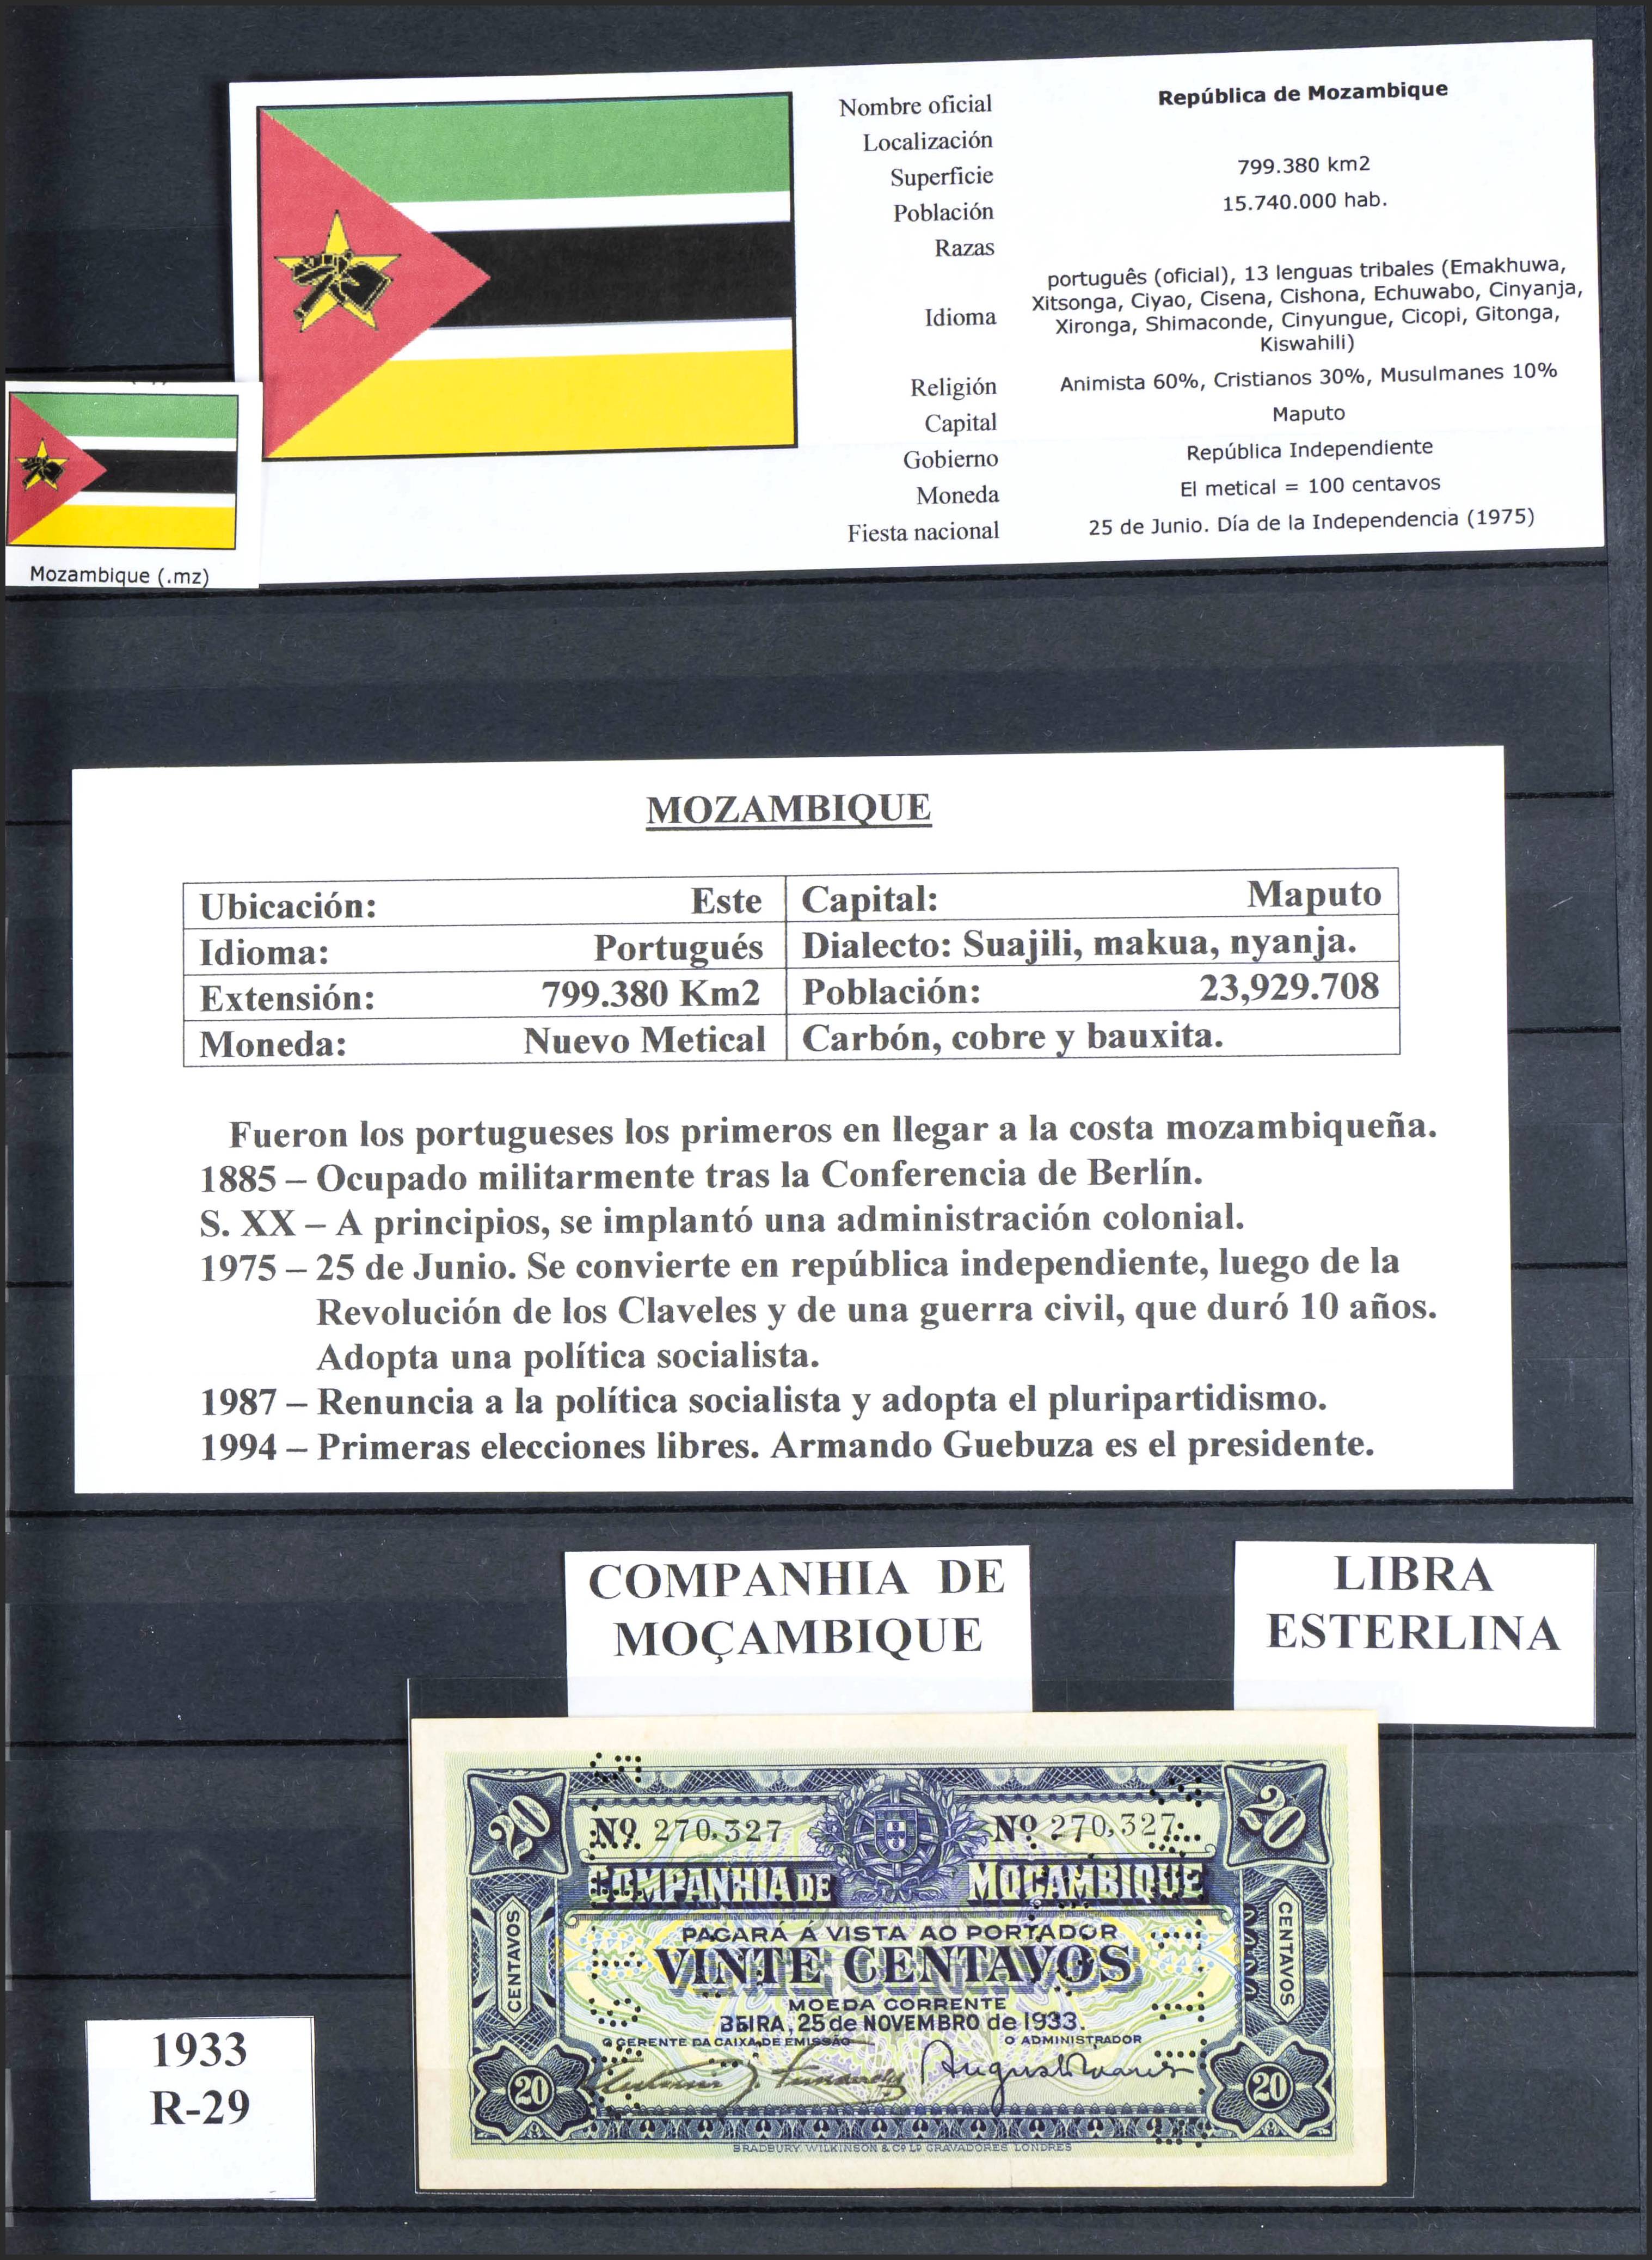 Nombre oficial República de Mozambique
Localización
Superficie 799.380 km2
Población 15.740.000 hab.
Razas
Idioma português (oficial), 13 lenguas tribales (Emakhuwa,
Xitsonga, Ciyao, Cisena, Cishona, Echuwabo, Cinyanja,
Xironga, Shimaconde, Cinyungue, Cicopi, Gitonga,
Kiswahili)
Religión Animista 60%, Cristianos 30%, Musulmanes 10%
Capital Maputo
Gobierno República Independiente
Moneda El metical = 100 centavos
Fiesta nacional 25 de Junio. Día de la Independencia (1975)
Mozambique (.mz)
MOZAMBIQUE
Ubicación: Este Capital: Maputo
Idioma: Portugués Dialecto: Suajili, makua, nyanja.
Extensión: 799.380 Km2 Población: 23,929.708
Moneda: Nuevo Metical Carbón, cobre y bauxita.
Fueron los portugueses los primeros en llegar a la costa mozambiqueña.
1885 – Ocupado militarmente tras la Conferencia de Berlín.
S. XX – A principios, se implantó una administración colonial.
1975 – 25 de Junio. Se convierte en república independiente, luego de la
Revolución de los Claveles y de una guerra civil, que duró 10 años.
Adopta una política socialista.
1987 – Renuncia a la política socialista y adopta el pluripartidismo.
1994 – Primeras elecciones libres. Armando Guebuza es el presidente.
COMPANHIA DE
MOÇAMBIQUE
LIBRA
ESTERLINA
20 20
Nº 270,327 Nº 270,327
COMPANHIA DE MOÇAMBIQUE
CENTAVOS CENTAVOS
PAGARÁ Á VISTA AO PORTADOR
VINTE CENTAVOS
MOEDA CORRENTE
BEIRA, 25 de NOVEMBRO de 1933.
O GERENTE DA CAIXA DE EMISSÃO O ADMINISTRADOR
20 20
BRADBURY, WILKINSON & Cº Lᴅ GRAVADORES LONDRES
1933
R-29